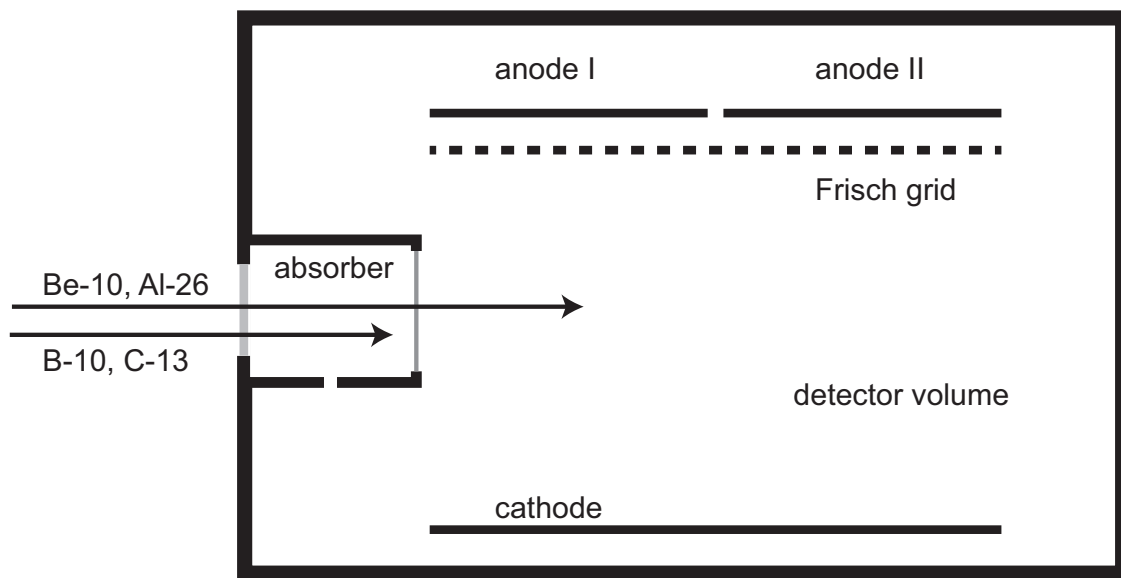 anode I
anode II
Frisch grid
absorber
Be-10, Al-26
B-10, C-13
detector volume
cathode